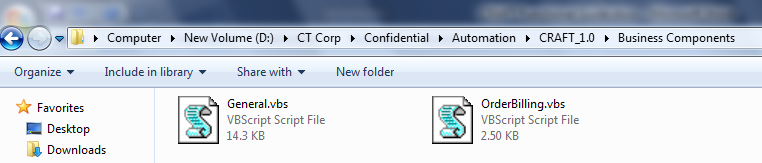 Computer New Volume (D:) CT Corp Confidential Automation CRAFT_1.0 Business Components
Organize Include in library Share with New folder
Favorites
Desktop
Downloads
General.vbs
VBScript Script File
14.3 KB
OrderBilling.vbs
VBScript Script File
2.50 KB